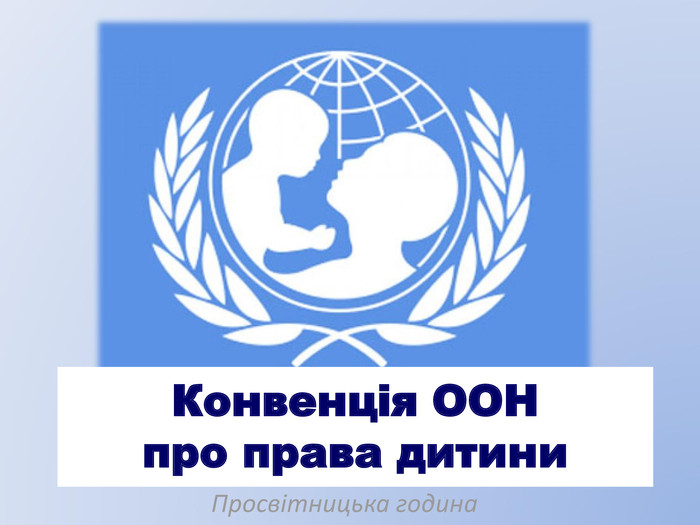 Конвенція ООН
про права дитини
Просвітницька година